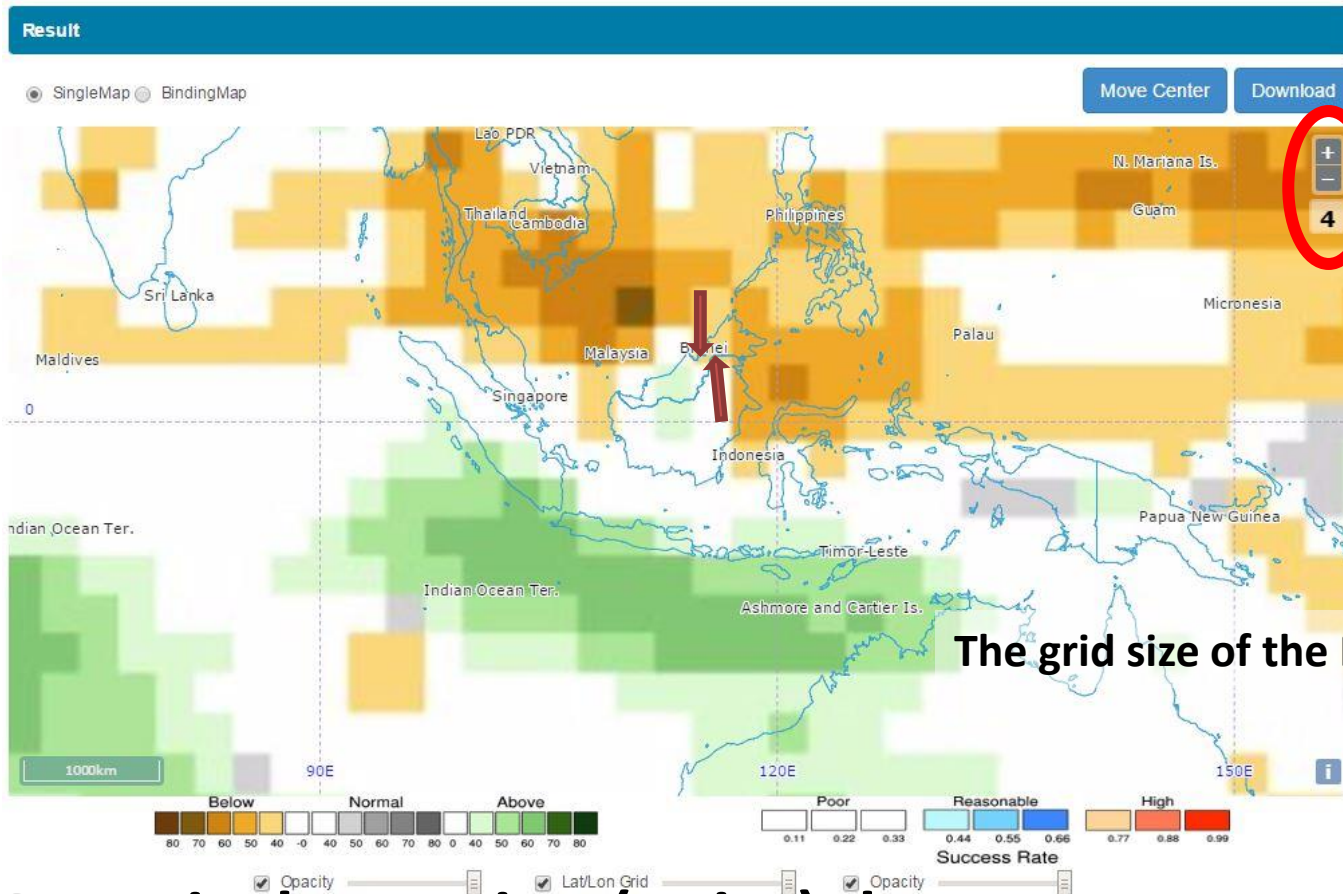 Result
SingleMap BindingMap
Move Center Download
+
−
4
Lao PDR
Vietnam
N. Mariana Is.
Thailand
Cambodia
Philippines
Guam
Sri Lanka
Micronesia
Palau
Maldives
Malaysia
Singapore
0
Indonesia
Indian Ocean Ter.
Papua New Guinea
Timor-Leste
Indian Ocean Ter.
Ashmore and Cartier Is.
The grid size of the
1000km
90E 120E 150E
i
Below Normal Above
80 70 60 50 40 -0 40 50 60 70 80 0 40 50 60 70 80
Poor Reasonable High
0.11 0.22 0.33 0.44 0.55 0.66 0.77 0.88 0.99
Success Rate
Opacity Lat/Lon Grid Opacity